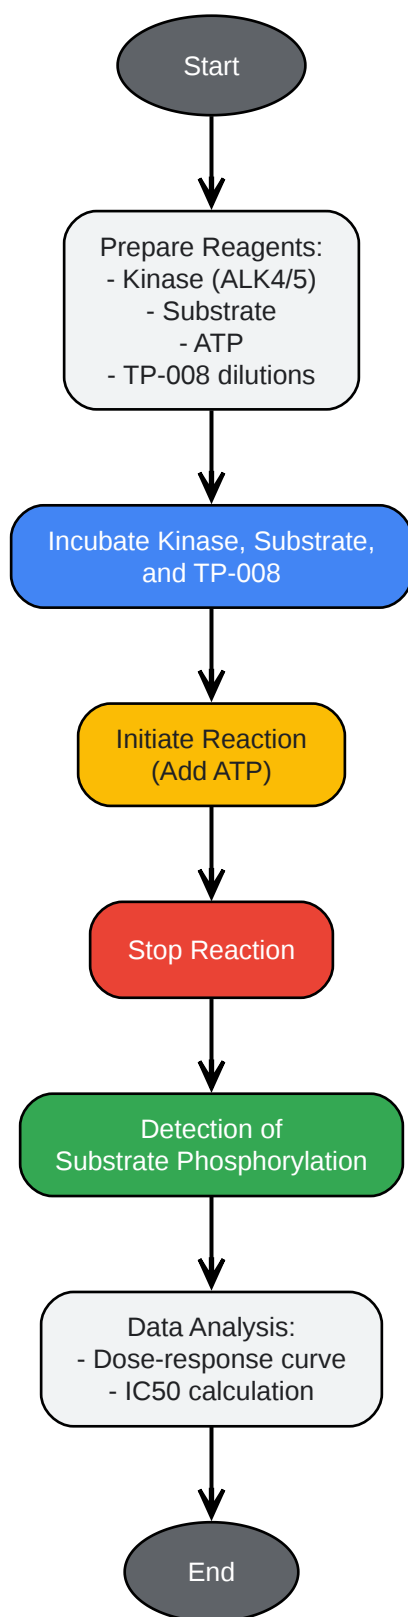 Start
Prepare Reagents:
- Kinase (ALK4/5)
- Substrate
- ATP
- TP-008 dilutions
Incubate Kinase, Substrate,
and TP-008
Initiate Reaction
(Add ATP)
Stop Reaction
Detection of
Substrate Phosphorylation
Data Analysis:
- Dose-response curve
- IC50 calculation
End